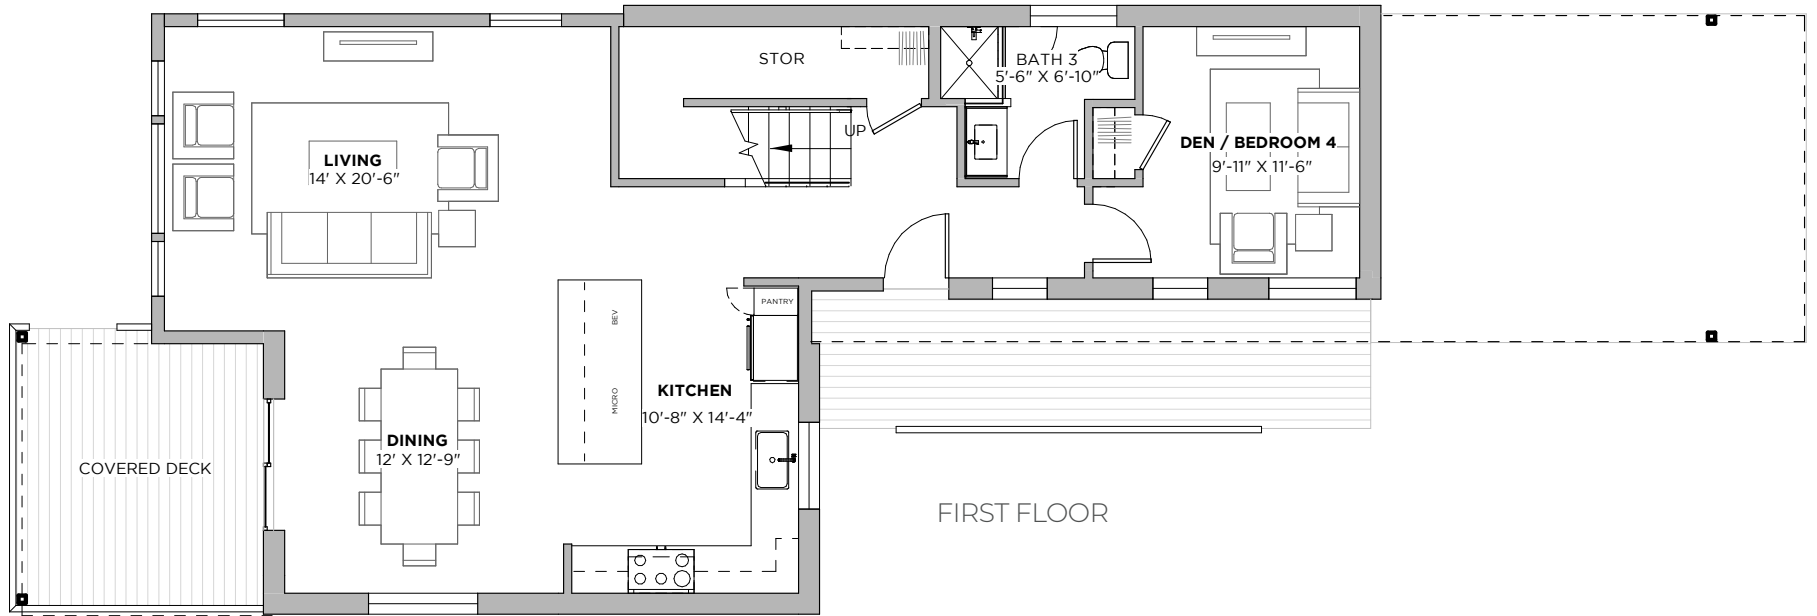 STOR
BATH 3
5'-6" X 6'-10"
UP
LIVING
14' X 20'-6"
DEN / BEDROOM 4
9'-11" X 11'-6"
PANTRY
BEV
MICRO
KITCHEN
10'-8" X 14'-4"
DINING
12' X 12'-9"
COVERED DECK
FIRST FLOOR